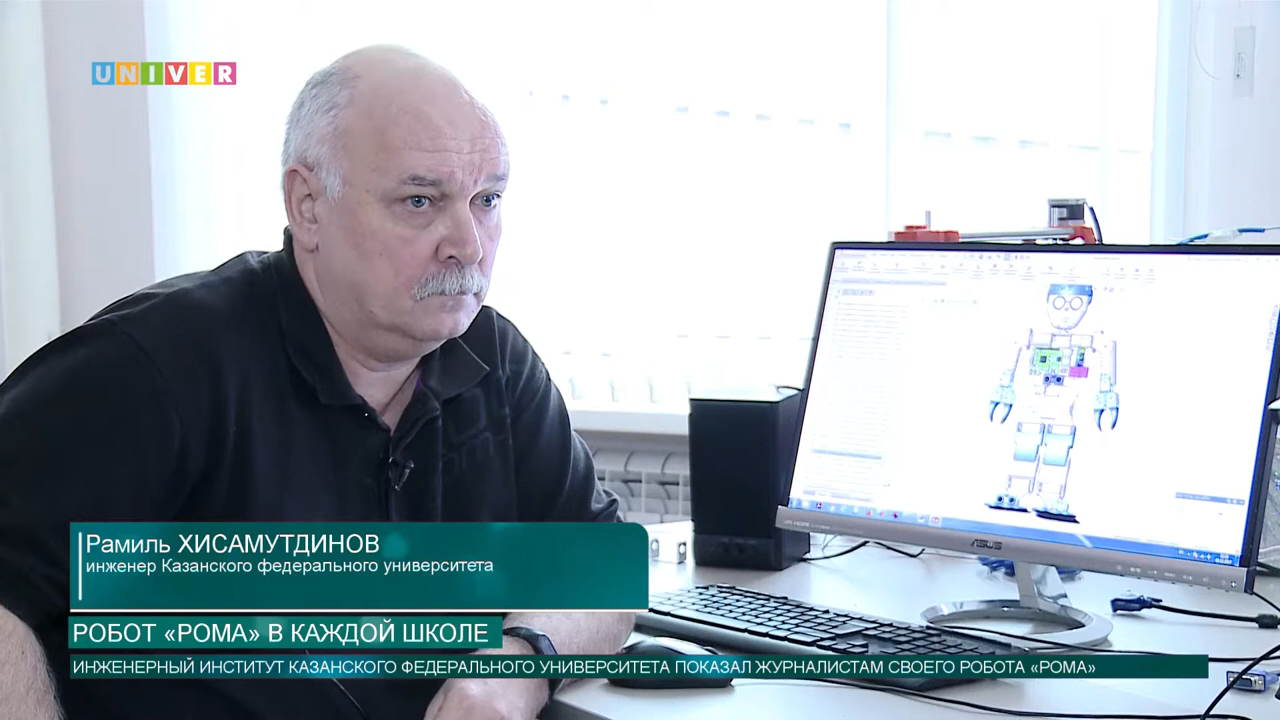 UNIVER
ASUS
Рамиль ХИСАМУТДИНОВ
инженер Казанского федерального университета
РОБОТ «РОМА» В КАЖДОЙ ШКОЛЕ
ИНЖЕНЕРНЫЙ ИНСТИТУТ КАЗАНСКОГО ФЕДЕРАЛЬНОГО УНИВЕРСИТЕТА ПОКАЗАЛ ЖУРНАЛИСТАМ СВОЕГО РОБОТА «РОМА»